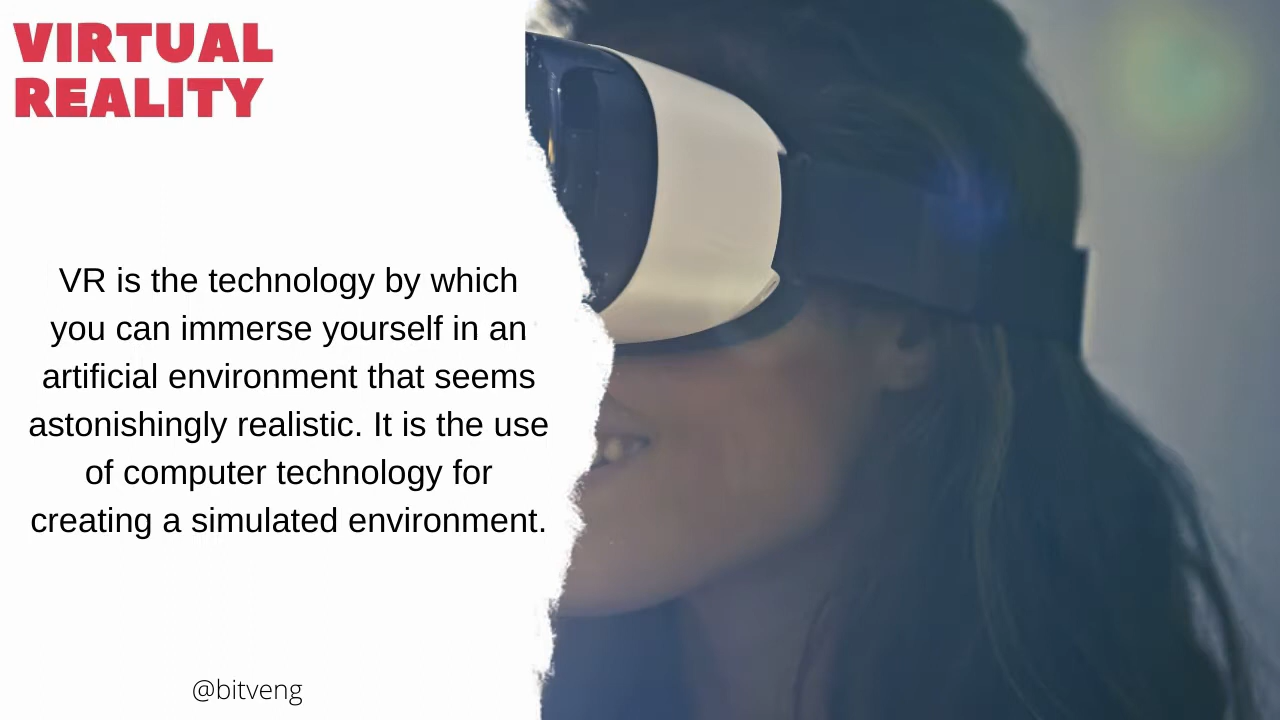 VIRTUAL
REALITY
VR is the technology by which
you can immerse yourself in an
artificial environment that seems
astonishingly realistic. It is the use
of computer technology for
creating a simulated environment.
@bitveng